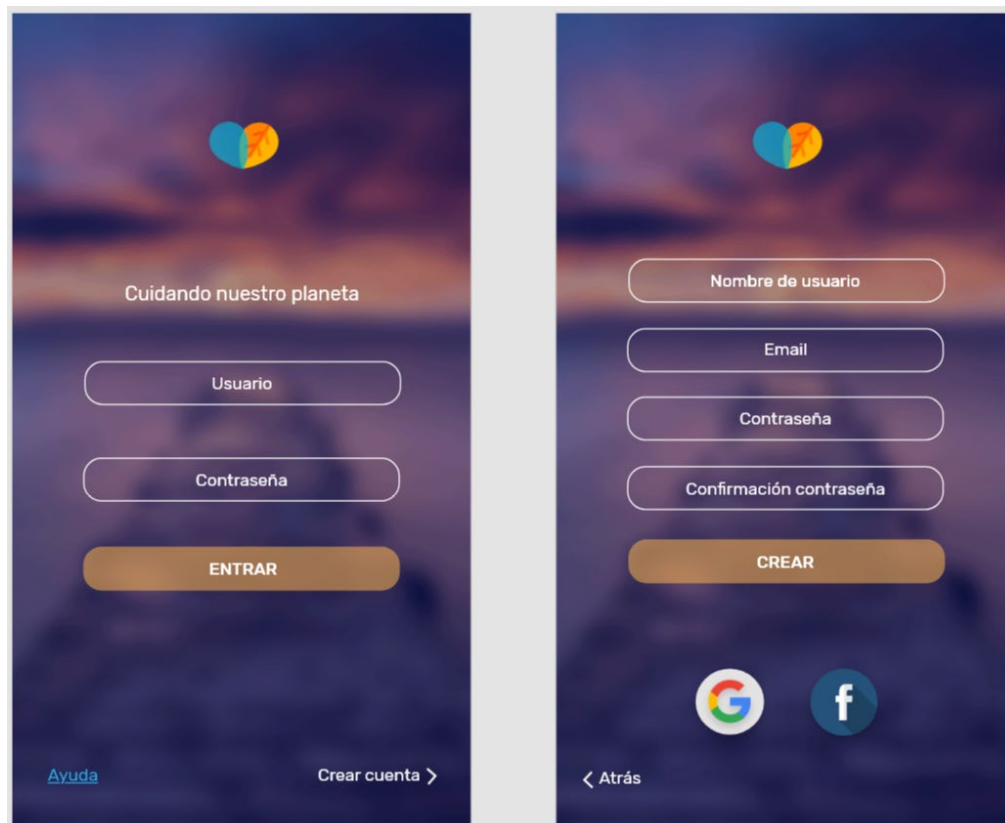 Cuidando nuestro planeta
Usuario
Contraseña
ENTRAR
Ayuda
Crear cuenta
Nombre de usuario
Email
Contraseña
Confirmación contraseña
CREAR
G
f
Atrás